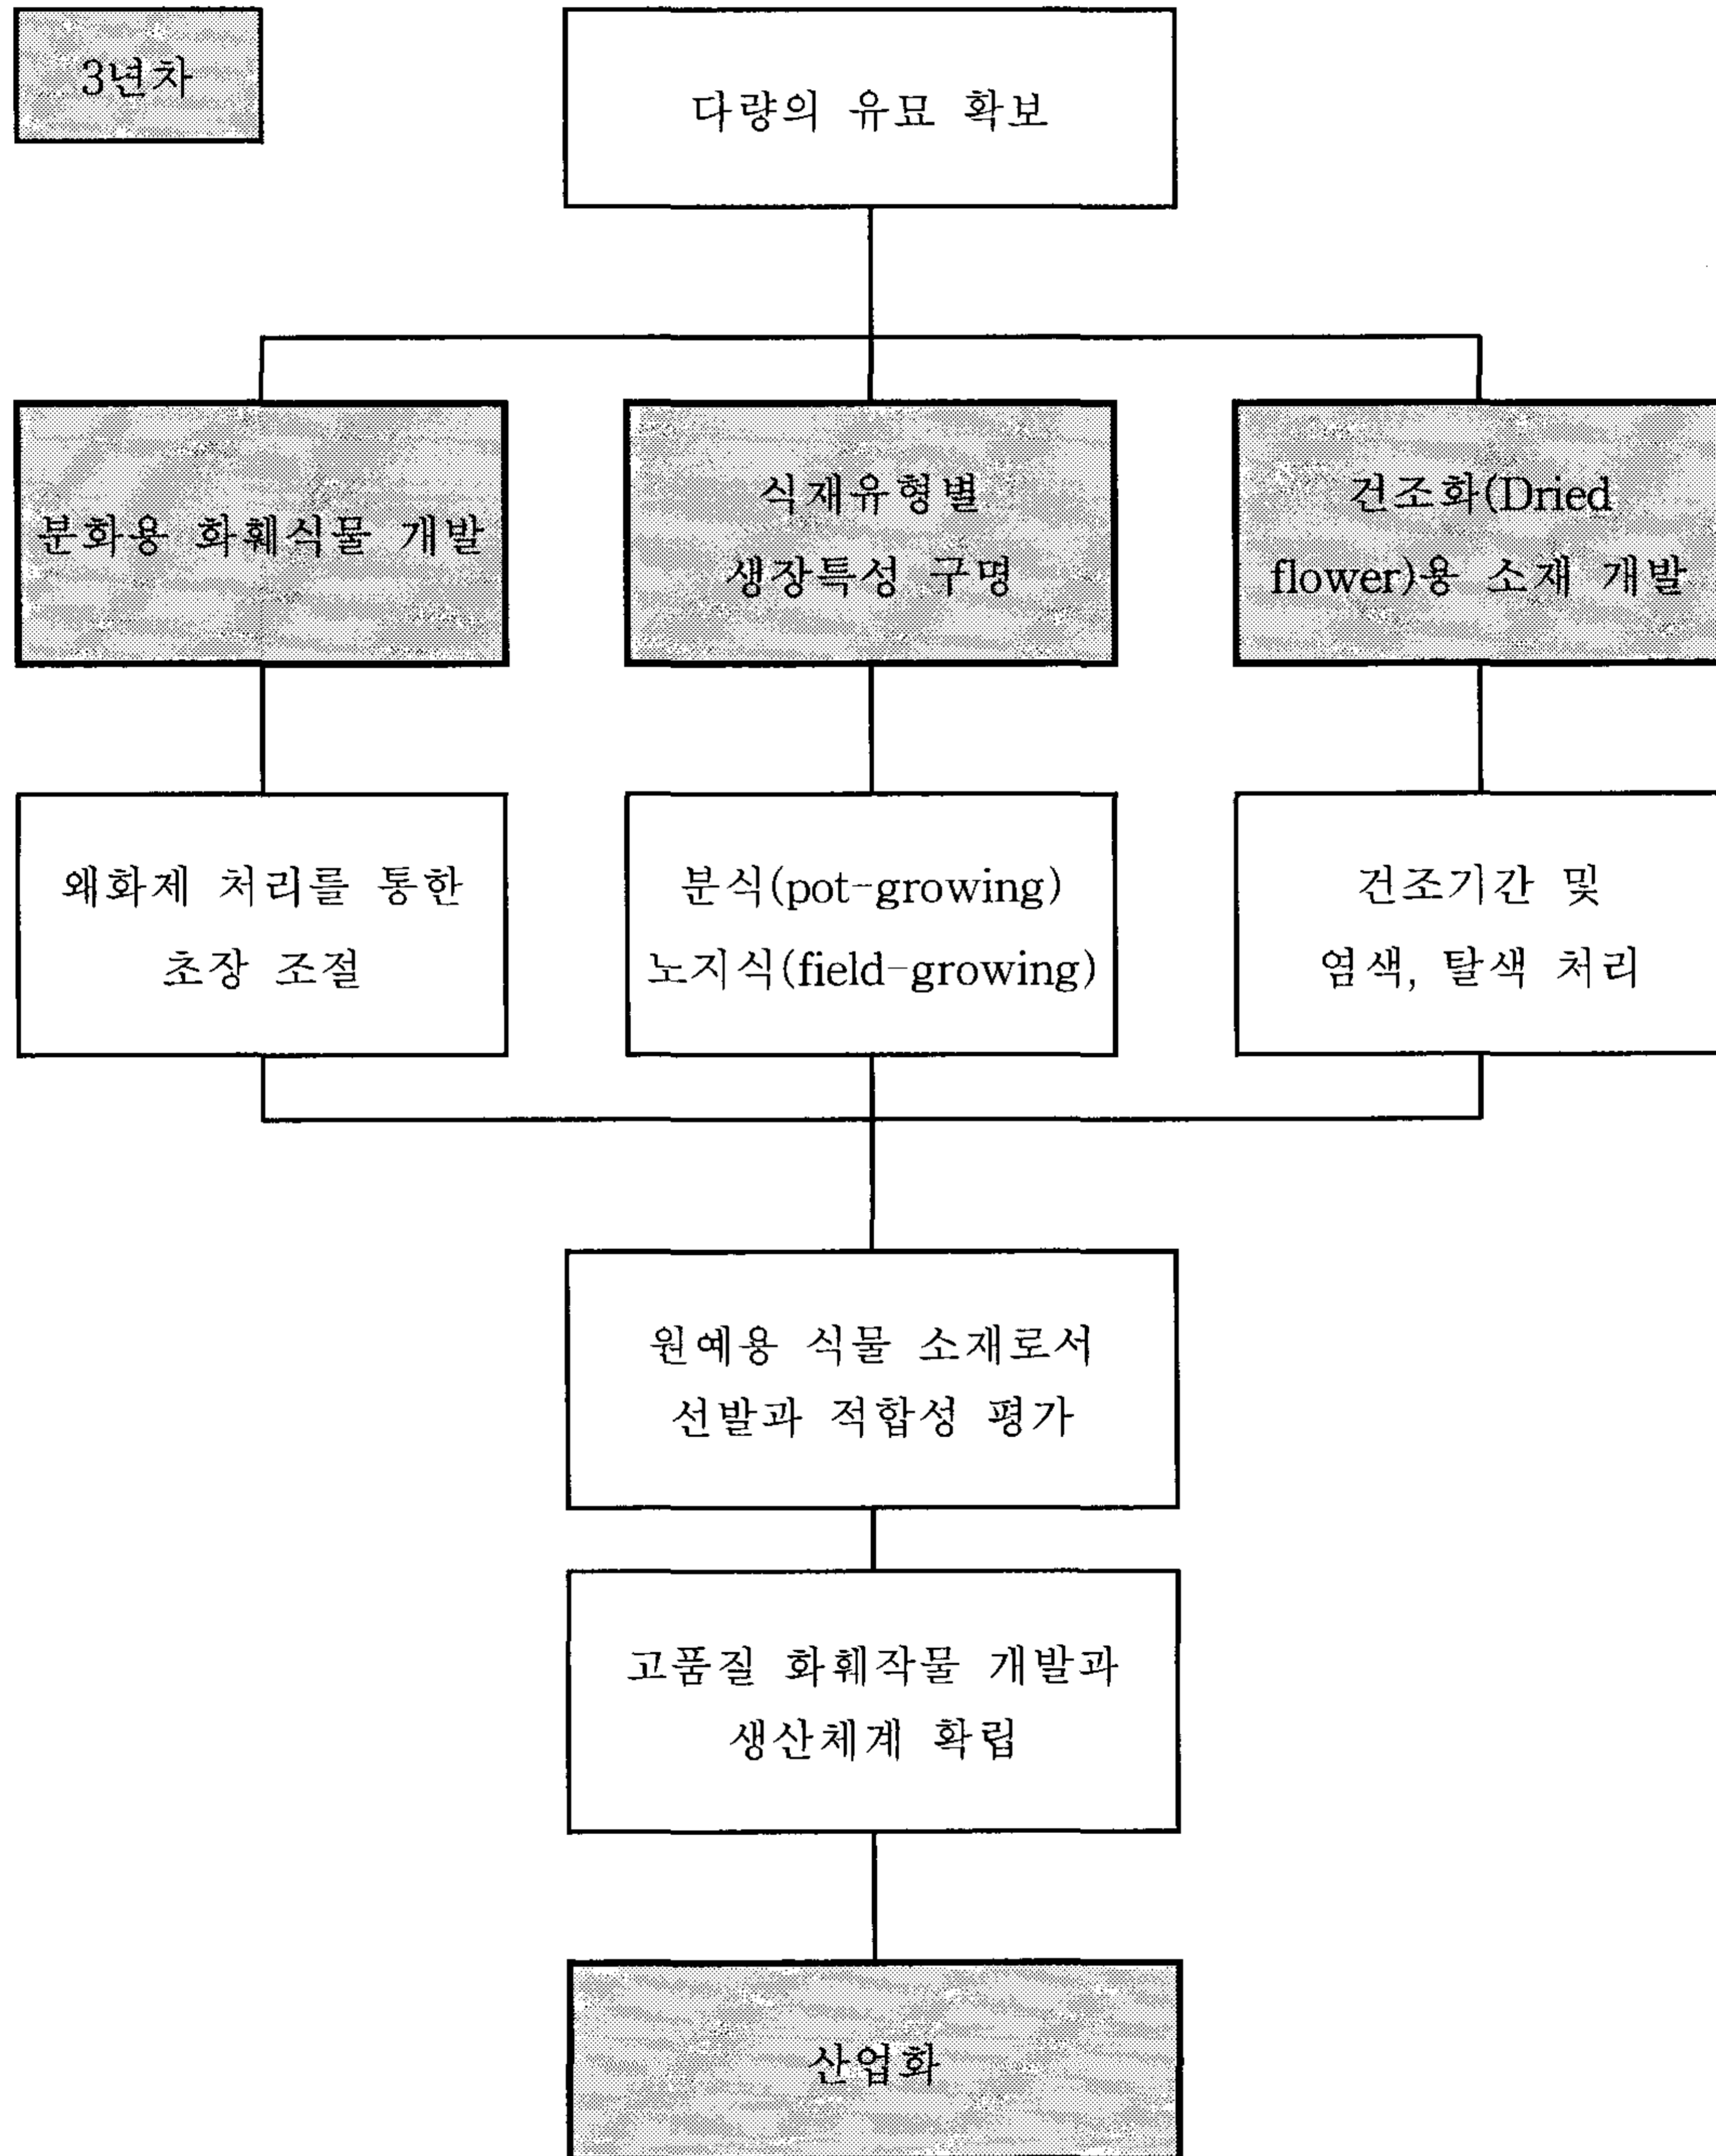 3년차
다량의 유묘 확보
분화용 화훼식물 개발
식재유형별
생장특성 구명
건조화(Dried
flower)용 소재 개발
왜화제 처리를 통한
초장 조절
분식(pot-growing)
노지식(field-growing)
건조기간 및
염색, 탈색 처리
원예용 식물 소재로서
선발과 적합성 평가
고품질 화훼작물 개발과
생산체계 확립
산업화